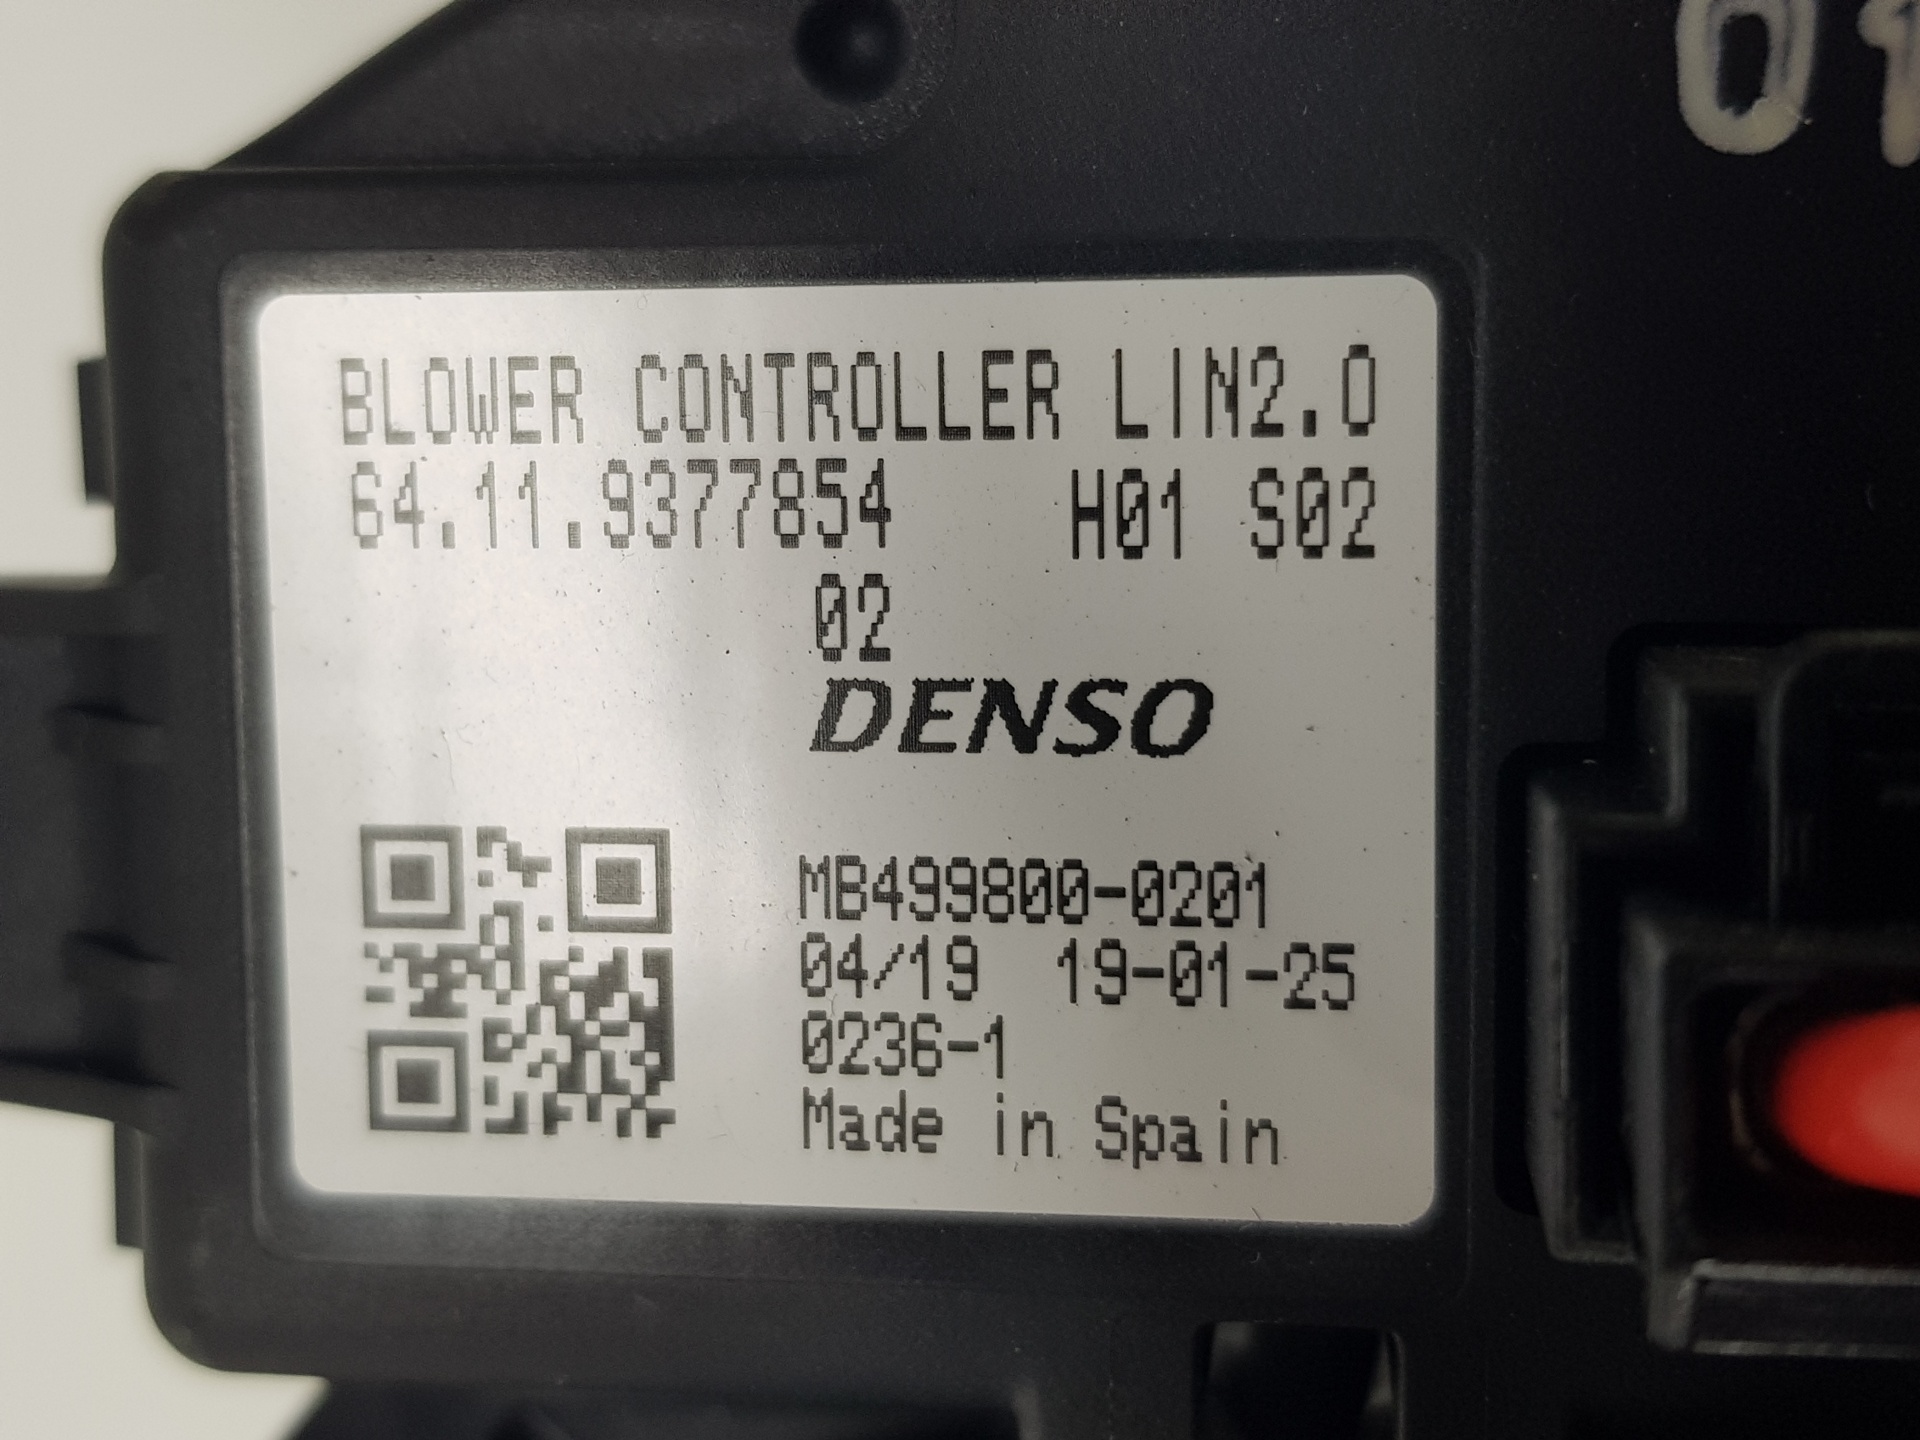 01
BLOWER CONTROLLER LIN2.0
64.11.9377854 H01 S02
02
DENSO
MB499800-0201
04/19 19-01-25
0236-1
Made in Spain